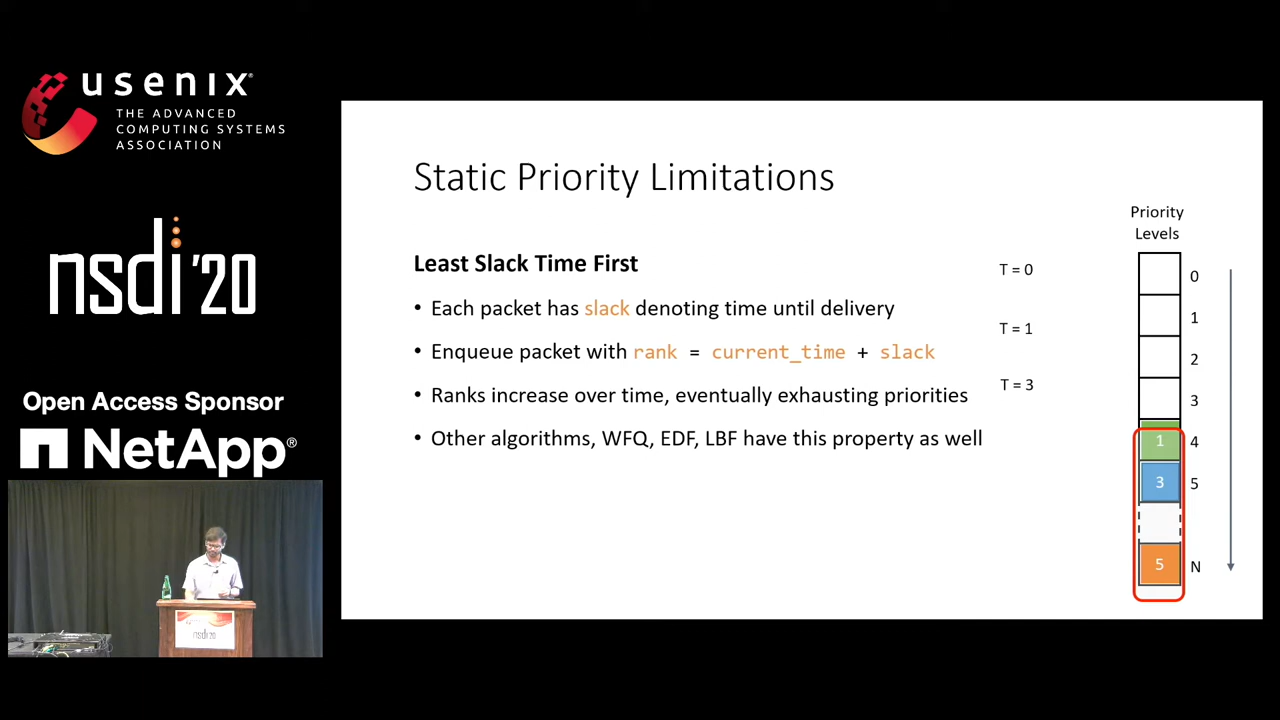 usenix®
THE ADVANCED
COMPUTING SYSTEMS
ASSOCIATION
nsdi '20
Open Access Sponsor
NetApp®
nsdi'20
Static Priority Limitations
Least Slack Time First
• Each packet has slack denoting time until delivery
• Enqueue packet with rank = current_time + slack
• Ranks increase over time, eventually exhausting priorities
• Other algorithms, WFQ, EDF, LBF have this property as well
T = 0
T = 1
T = 3
Priority
Levels
0
1
2
3
1 4
3 5
5 N